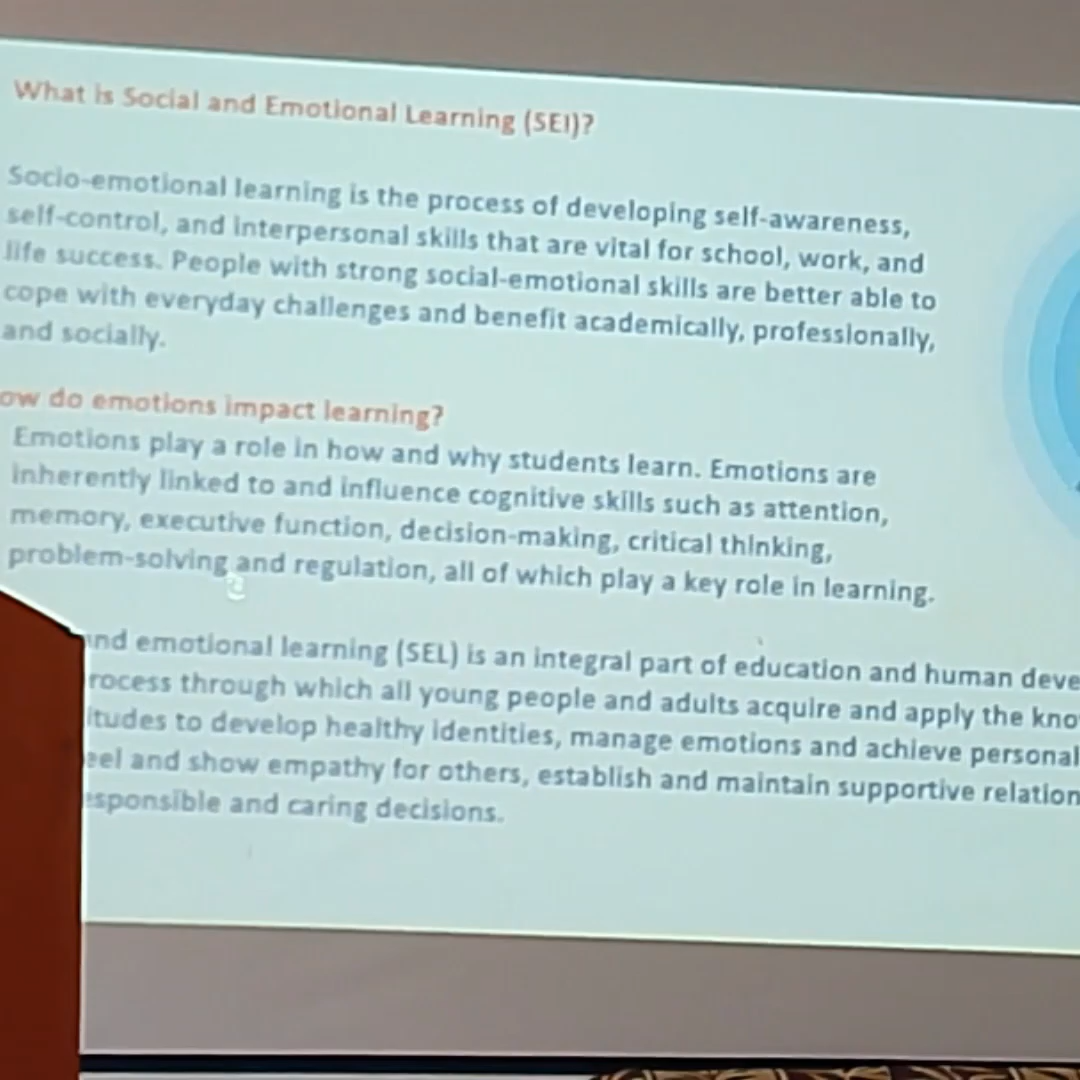 What is Social and Emotional Learning (SEI)?
Socio-emotional learning is the process of developing self-awareness,
self-control, and interpersonal skills that are vital for school, work, and
life success. People with strong social-emotional skills are better able to
cope with everyday challenges and benefit academically, professionally,
and socially.
ow do emotions impact learning?
Emotions play a role in how and why students learn. Emotions are
inherently linked to and influence cognitive skills such as attention,
memory, executive function, decision-making, critical thinking,
problem-solving and regulation, all of which play a key role in learning.
nd emotional learning (SEL) is an integral part of education and human deve
rocess through which all young people and adults acquire and apply the kno
itudes to develop healthy identities, manage emotions and achieve personal
eel and show empathy for others, establish and maintain supportive relation
esponsible and caring decisions.